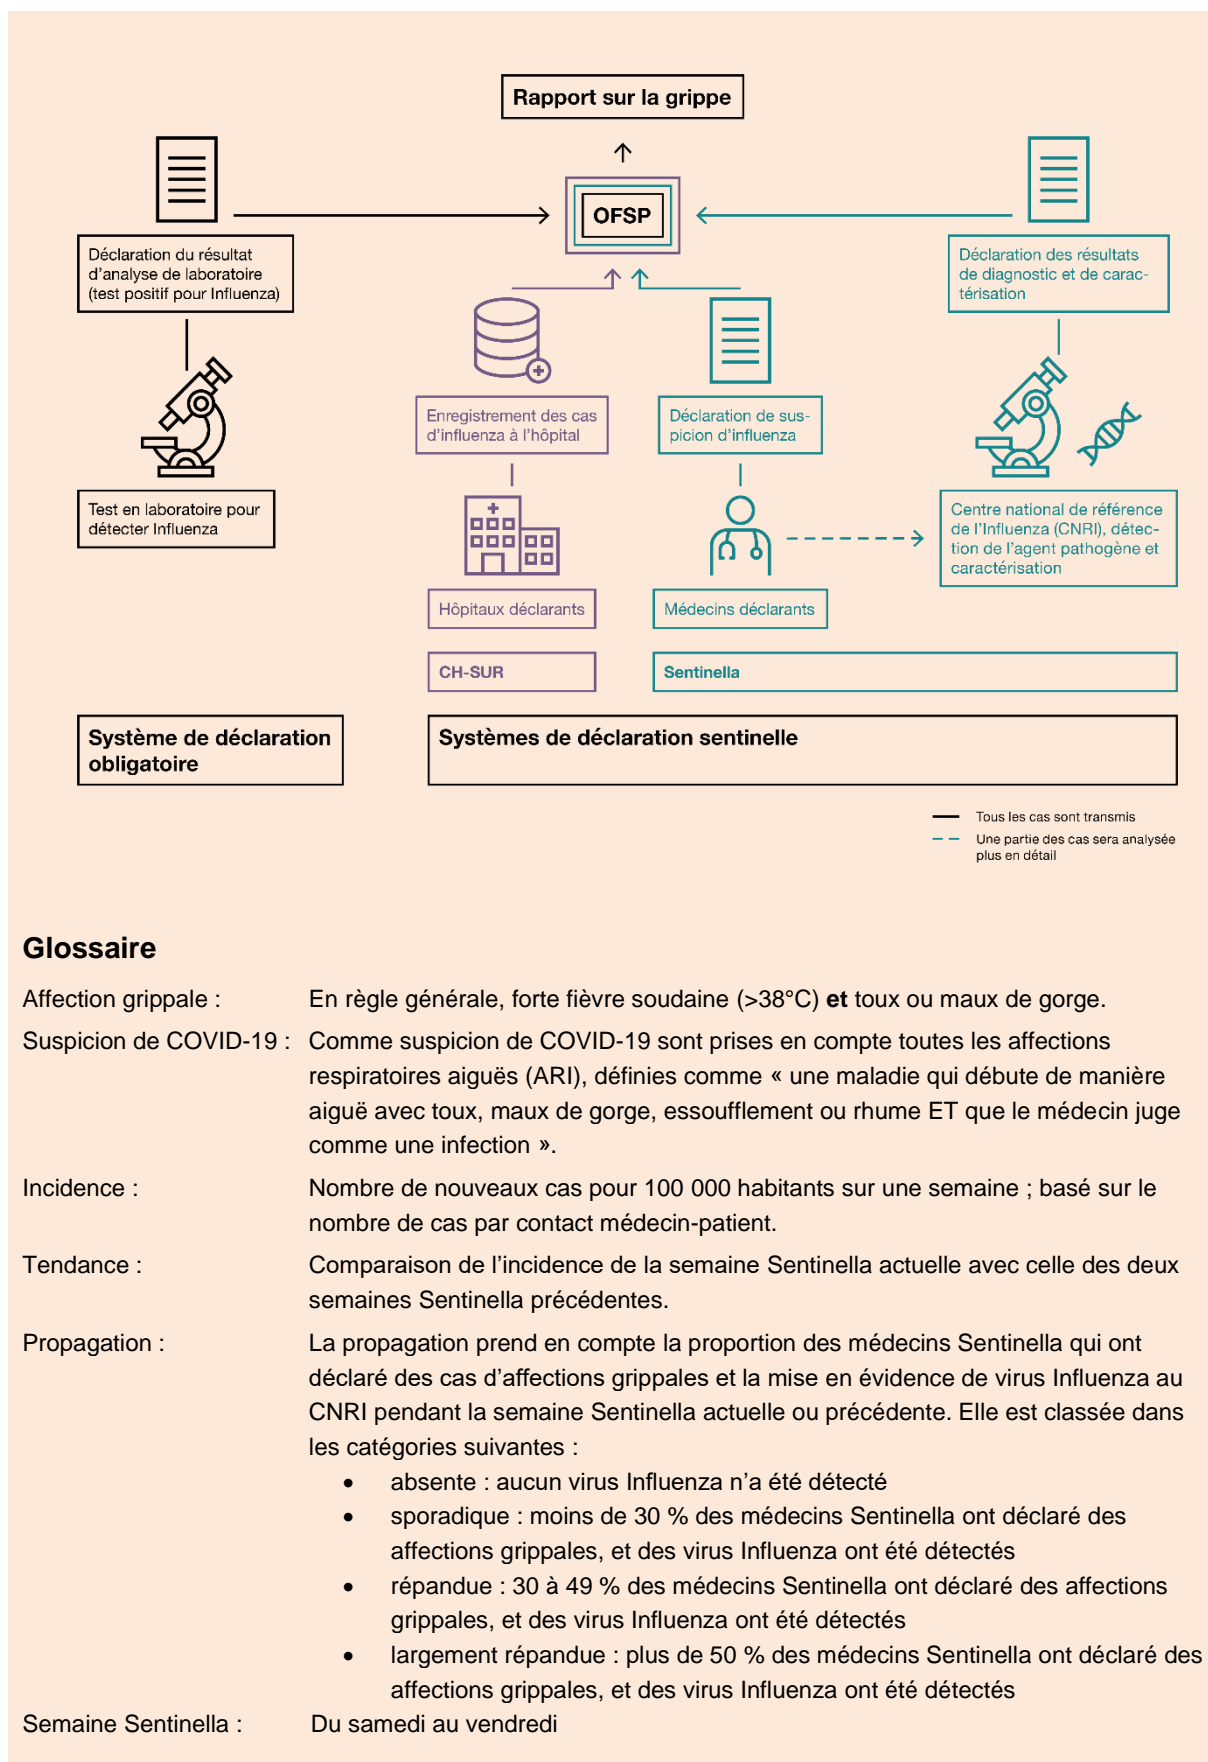 Rapport sur la grippe
OFSP
Déclaration du résultat
d'analyse de laboratoire
(test positif pour Influenza)
Déclaration des résultats
de diagnostic et de carac-
térisation
Enregistrement des cas
d'influenza à l'hôpital
Déclaration de sus-
picion d'influenza
Test en laboratoire pour
détecter Influenza
Centre national de référence
de l'Influenza (CNRI), détec-
tion de l'agent pathogène et
caractérisation
Hôpitaux déclarants
Médecins déclarants
CH-SUR
Sentinella
Système de déclaration
obligatoire
Systèmes de déclaration sentinelle
Tous les cas sont transmis
Une partie des cas sera analysée
plus en détail
Glossaire
Affection grippale : En règle générale, forte fièvre soudaine (>38°C) et toux ou maux de gorge.
Suspicion de COVID-19 : Comme suspicion de COVID-19 sont prises en compte toutes les affections
respiratoires aiguës (ARI), définies comme « une maladie qui débute de manière
aiguë avec toux, maux de gorge, essoufflement ou rhume ET que le médecin juge
comme une infection ».
Incidence : Nombre de nouveaux cas pour 100 000 habitants sur une semaine ; basé sur le
nombre de cas par contact médecin-patient.
Tendance : Comparaison de l'incidence de la semaine Sentinella actuelle avec celle des deux
semaines Sentinella précédentes.
Propagation : La propagation prend en compte la proportion des médecins Sentinella qui ont
déclaré des cas d'affections grippales et la mise en évidence de virus Influenza au
CNRI pendant la semaine Sentinella actuelle ou précédente. Elle est classée dans
les catégories suivantes :
• absente : aucun virus Influenza n'a été détecté
• sporadique : moins de 30 % des médecins Sentinella ont déclaré des
affections grippales, et des virus Influenza ont été détectés
• répandue : 30 à 49 % des médecins Sentinella ont déclaré des affections
grippales, et des virus Influenza ont été détectés
• largement répandue : plus de 50 % des médecins Sentinella ont déclaré des
affections grippales, et des virus Influenza ont été détectés
Semaine Sentinella : Du samedi au vendredi